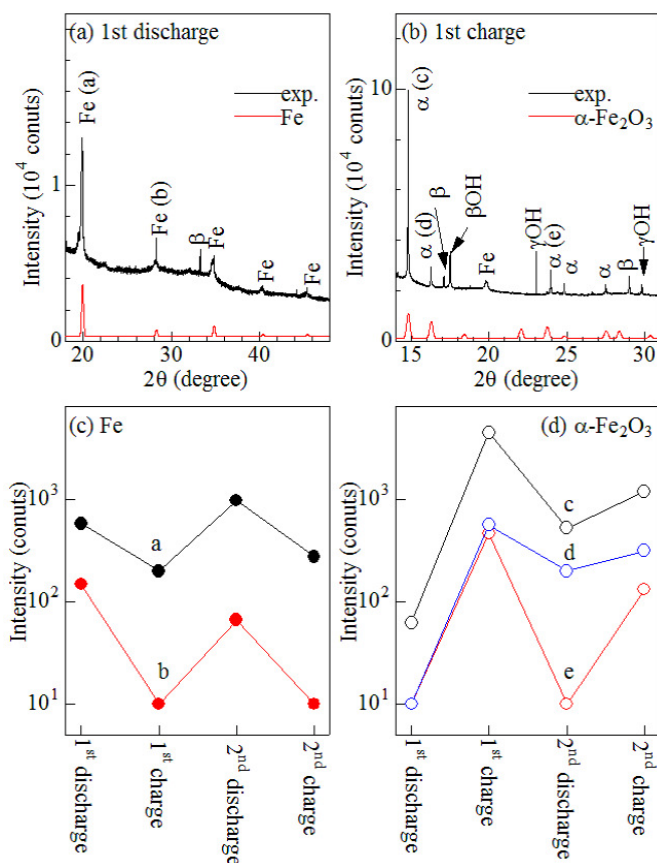 (a) 1st discharge
Intensity (10⁴ conuts)
1
Fe (a)
exp.
Fe
Fe (b)
β
Fe
Fe
Fe
20
30
40
2θ (degree)
(b) 1st charge
Intensity (10⁴ conuts)
10
0
α (c)
exp.
α-Fe₂O₃
α (d)
β
βOH
Fe
γOH
α (e)
α
α
β
γOH
15
20
25
30
2θ (degree)
(c) Fe
Intensity (conuts)
10³
10²
10¹
a
b
1ˢᵗ discharge
1ˢᵗ charge
2ⁿᵈ discharge
2ⁿᵈ charge
(d) α-Fe₂O₃
Intensity (conuts)
10³
10²
10¹
c
d
e
1ˢᵗ discharge
1ˢᵗ charge
2ⁿᵈ discharge
2ⁿᵈ charge